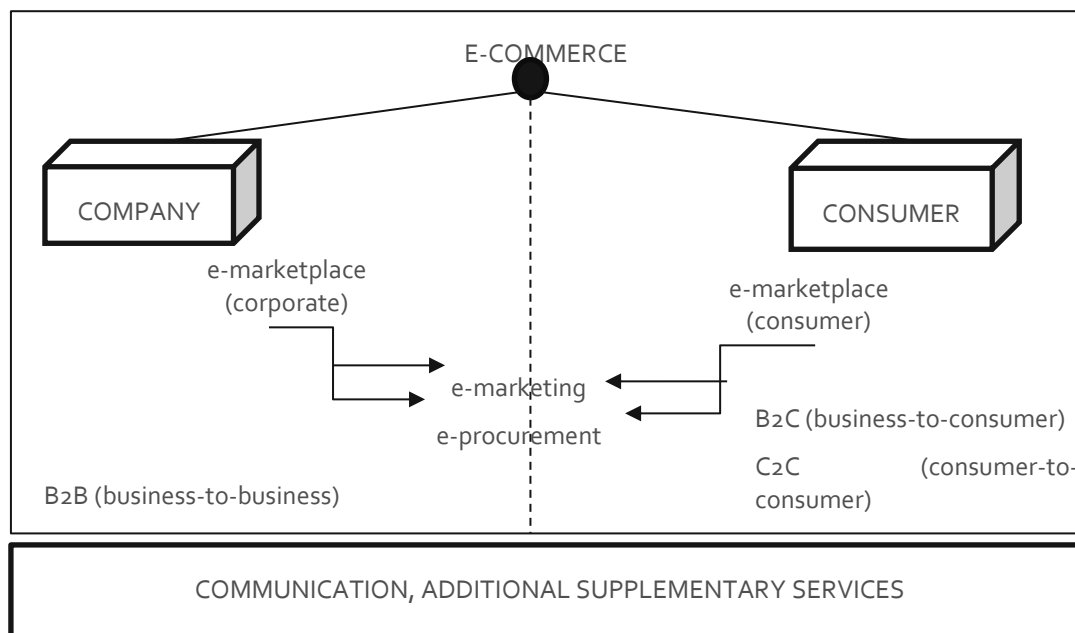 E-COMMERCE
COMPANY
CONSUMER
e-marketplace
(corporate)
e-marketplace
(consumer)
e-marketing
e-procurement
B2C (business-to-consumer)
C2C (consumer-to-
consumer)
B2B (business-to-business)
COMMUNICATION, ADDITIONAL SUPPLEMENTARY SERVICES